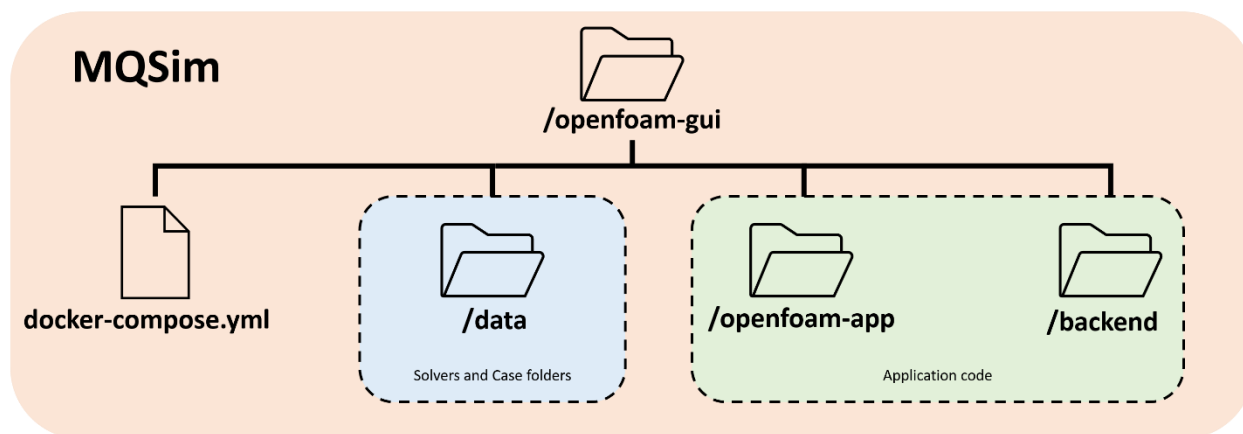 MQSim
/openfoam-gui
docker-compose.yml
/data
/openfoam-app
/backend
Solvers and Case folders
Application code